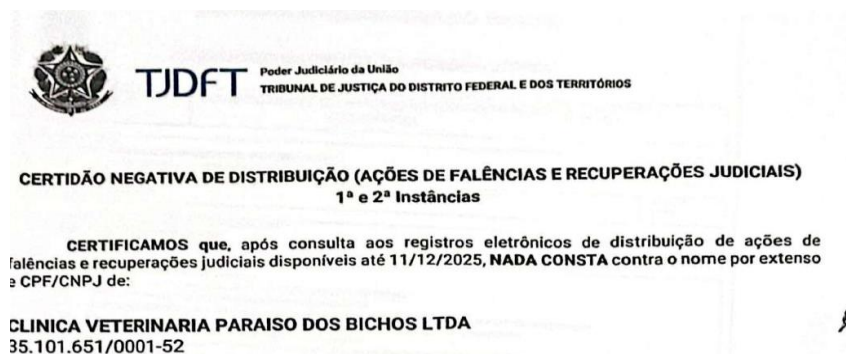 TJDFT
Poder Judiciário da União
TRIBUNAL DE JUSTIÇA DO DISTRITO FEDERAL E DOS TERRITÓRIOS
CERTIDÃO NEGATIVA DE DISTRIBUIÇÃO (AÇÕES DE FALÊNCIAS E RECUPERAÇÕES JUDICIAIS)
1ª e 2ª Instâncias
CERTIFICAMOS que, após consulta aos registros eletrônicos de distribuição de ações de
falências e recuperações judiciais disponíveis até 11/12/2025, NADA CONSTA contra o nome por extenso
e CPF/CNPJ de:
CLINICA VETERINARIA PARAISO DOS BICHOS LTDA
35.101.651/0001-52